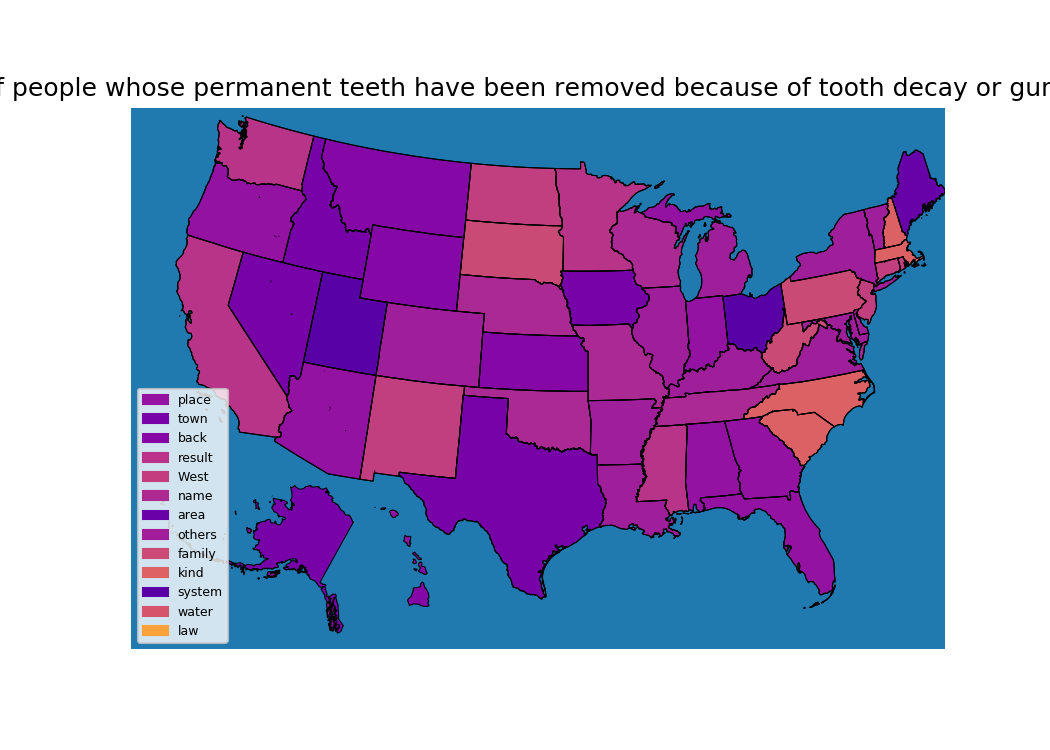 people whose permanent teeth have been removed because of tooth decay or
place
town
back
result
West
name
area
others
family
kind
system
water
law